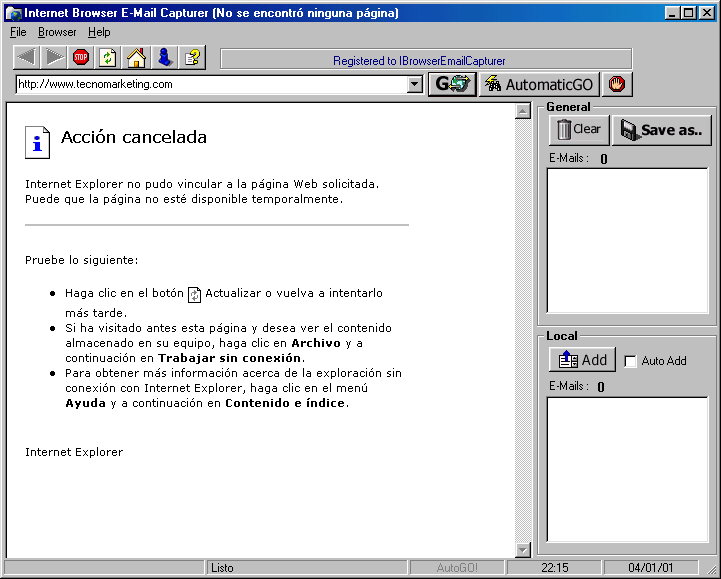 Internet Browser E-Mail Capturer (No se encontró ninguna página)
File Browser Help
STOP
Registered to IBrowserEmailCapturer
http://www.tecnomarketing.com
GO
AutomaticGO
Acción cancelada
Internet Explorer no pudo vincular a la página Web solicitada.
Puede que la página no esté disponible temporalmente.
Pruebe lo siguiente:
Haga clic en el botón Actualizar o vuelva a intentarlo
más tarde.
Si ha visitado antes esta página y desea ver el contenido
almacenado en su equipo, haga clic en Archivo y a
continuación en Trabajar sin conexión.
Para obtener más información acerca de la exploración sin
conexión con Internet Explorer, haga clic en el menú
Ayuda y a continuación en Contenido e índice.
Internet Explorer
General
Clear
Save as..
E-Mails : 0
Local
Add
Auto Add
E-Mails : 0
Listo
AutoGO!
22:15
04/01/01